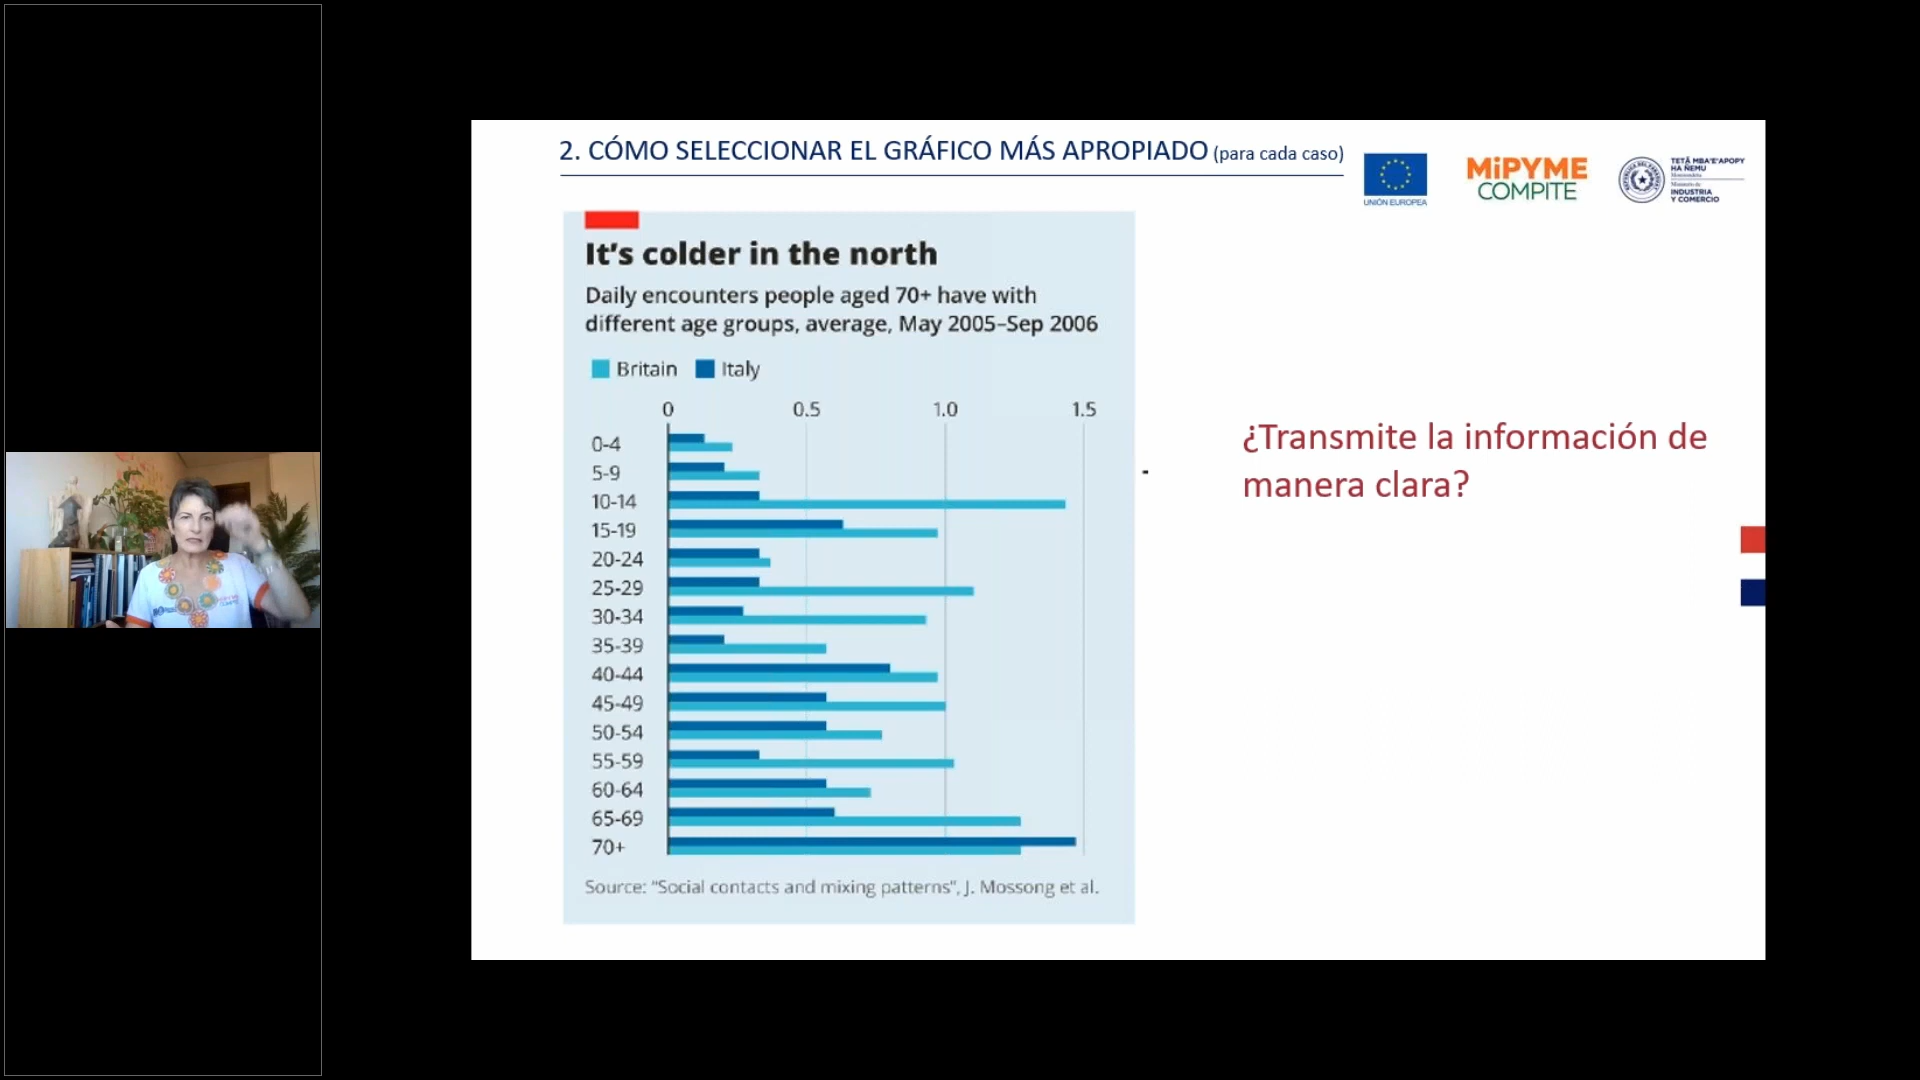 2. CÓMO SELECCIONAR EL GRÁFICO MÁS APROPIADO (para cada caso)
UNIÓN EUROPEA
MiPYME
COMPITE
TETÃ MBA'E'APOPY
HA ÑEMU
INDUSTRIA
Y COMERCIO
It's colder in the north
Daily encounters people aged 70+ have with
different age groups, average, May 2005–Sep 2006
Britain Italy
0 0.5 1.0 1.5
0-4
5-9
10-14
15-19
20-24
25-29
30-34
35-39
40-44
45-49
50-54
55-59
60-64
65-69
70+
Source: "Social contacts and mixing patterns", J. Mossong et al.
¿Transmite la información de
manera clara?